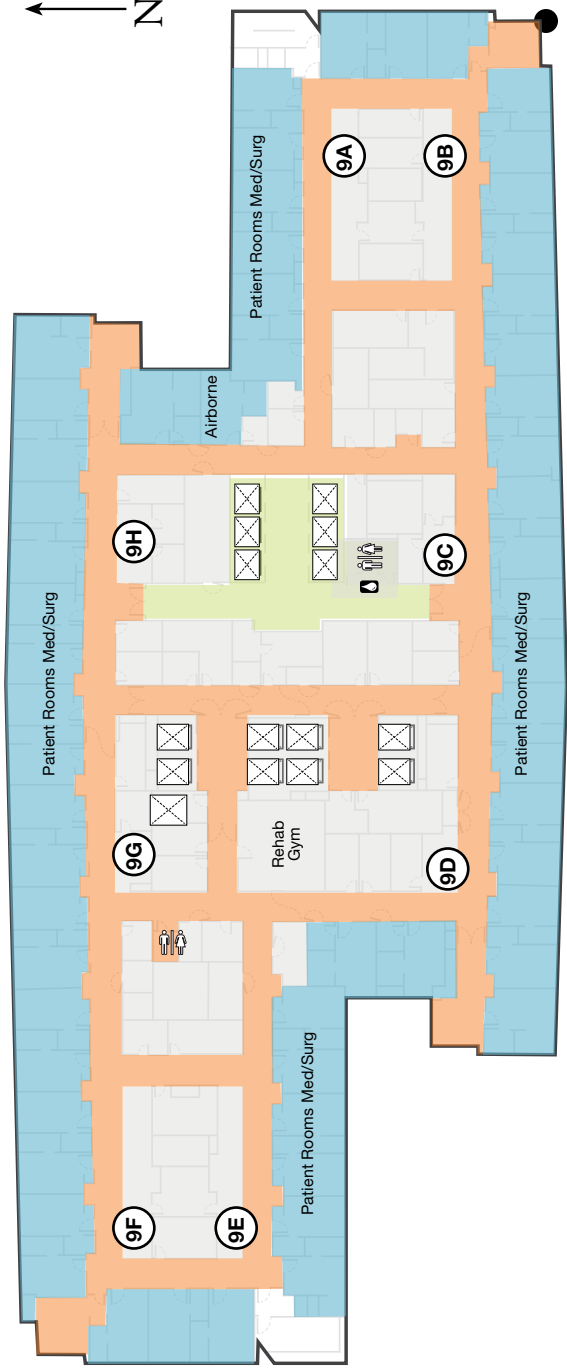 N
Patient Rooms Med/Surg
9A
9B
Airborne
9H
9C
Patient Rooms Med/Surg
Patient Rooms Med/Surg
9G
Rehab
Gym
9D
Patient Rooms Med/Surg
9F
9E